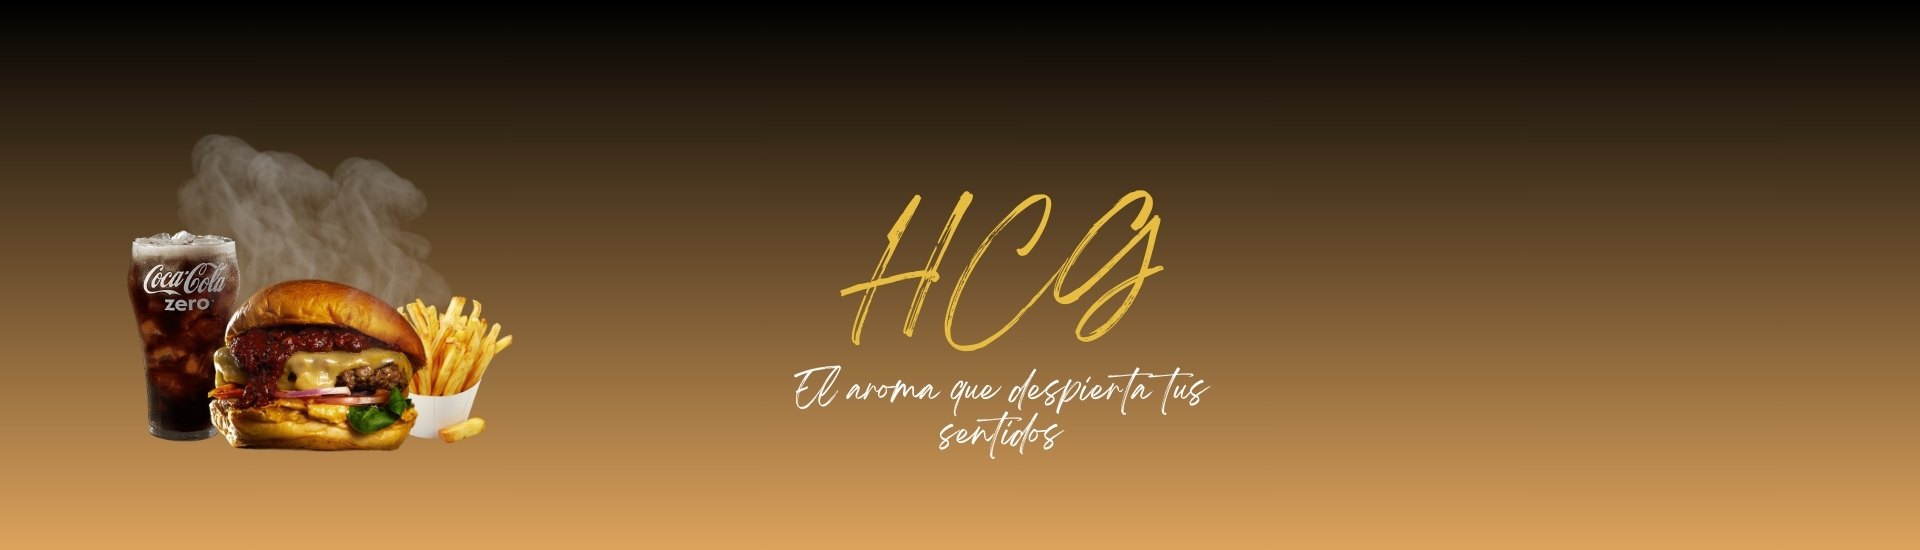 HCG
Coca-Cola
zero
El aroma que despierta tus
sentidos